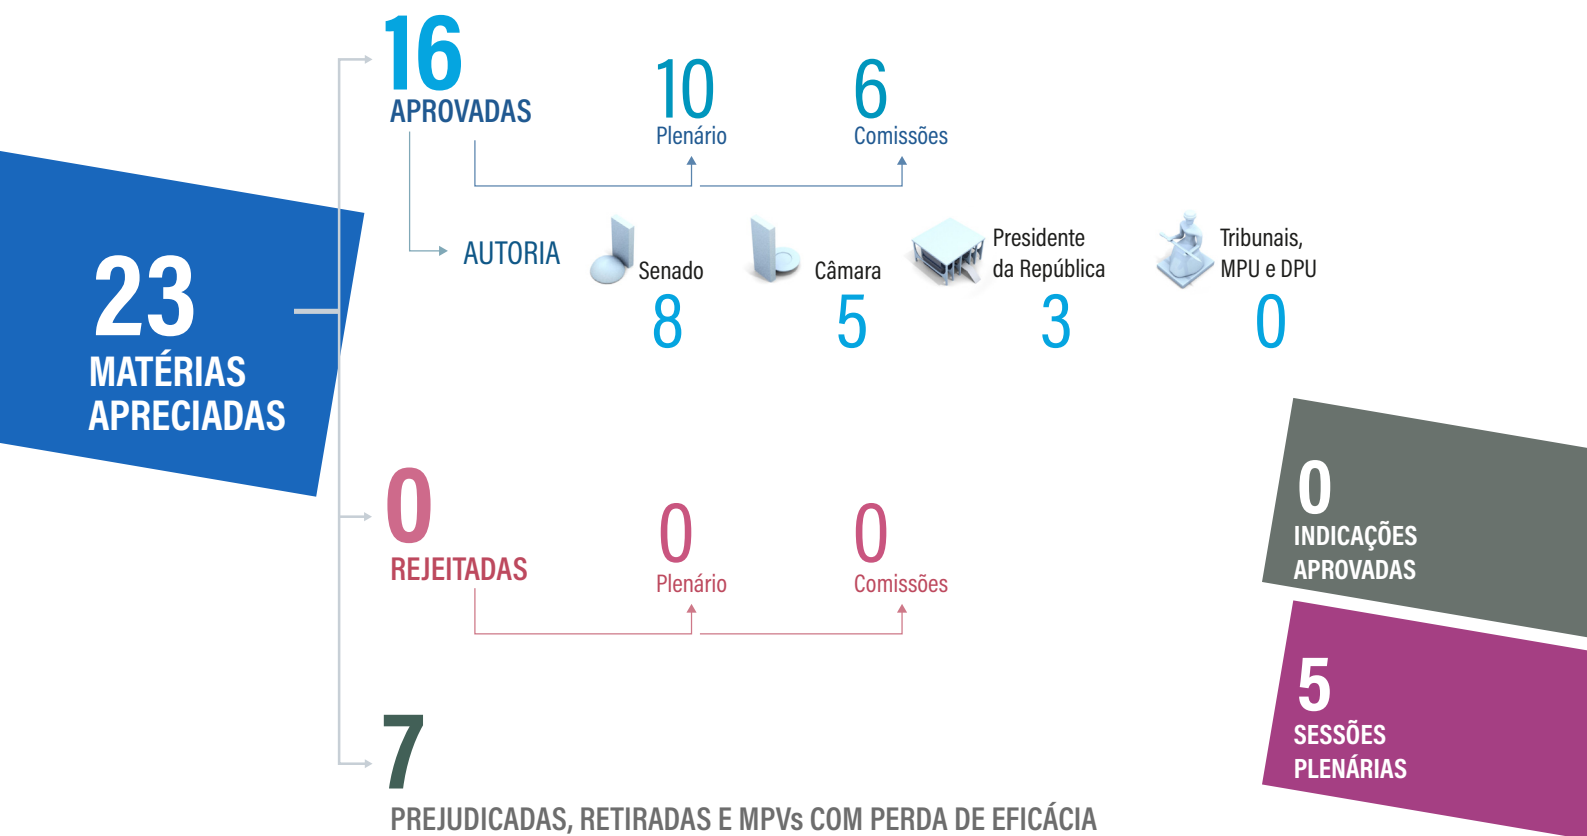 23
MATÉRIAS
APRECIADAS
16
APROVADAS
10
Plenário
6
Comissões
AUTORIA
Senado
8
Câmara
5
Presidente
da República
3
Tribunais,
MPU e DPU
0
0
REJEITADAS
0
Plenário
0
Comissões
7
PREJUDICADAS, RETIRADAS E MPVs COM PERDA DE EFICÁCIA
0
INDICAÇÕES
APROVADAS
5
SESSÕES
PLENÁRIAS